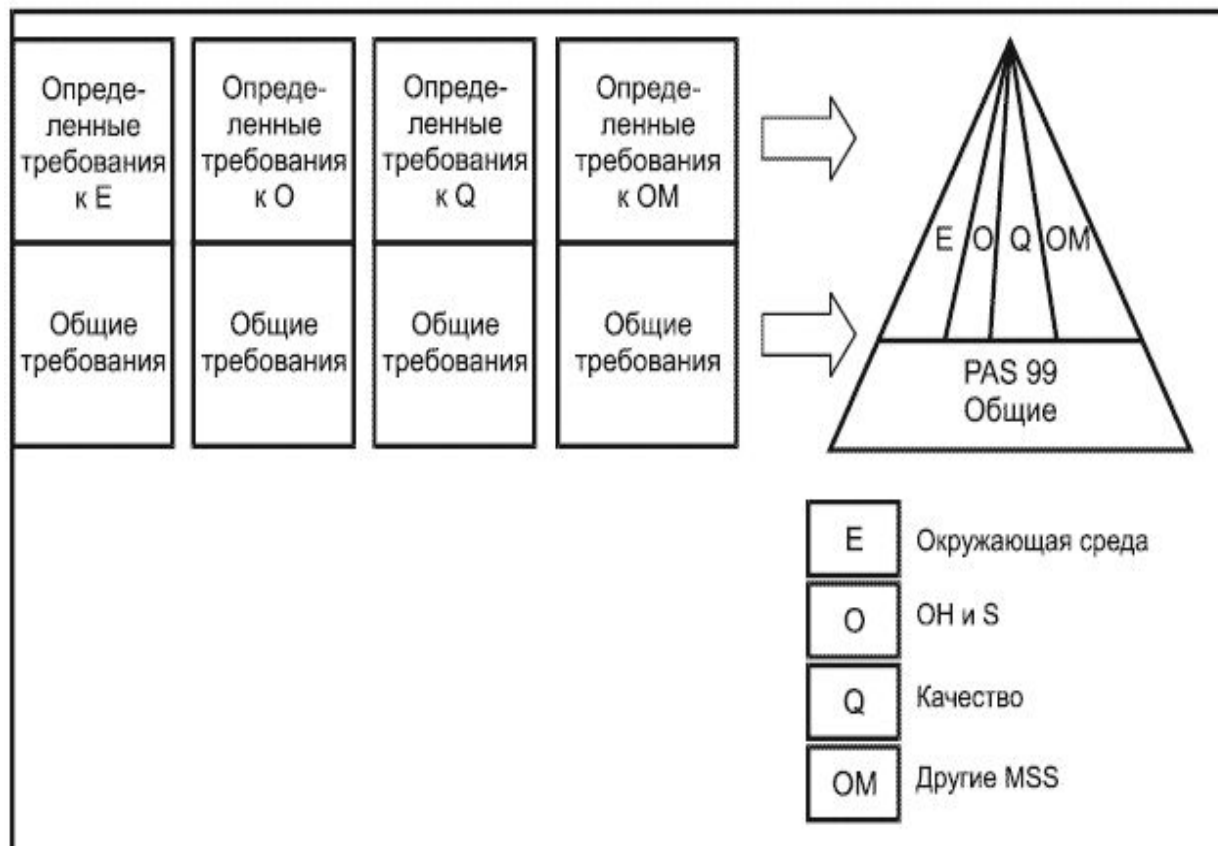 Опреде-
ленные
требования
к E
Опреде-
ленные
требования
к O
Опреде-
ленные
требования
к Q
Опреде-
ленные
требования
к OM
Общие
требования
Общие
требования
Общие
требования
Общие
требования
E O Q OM
PAS 99
Общие
E Окружающая среда
O OH и S
Q Качество
OM Другие MSS